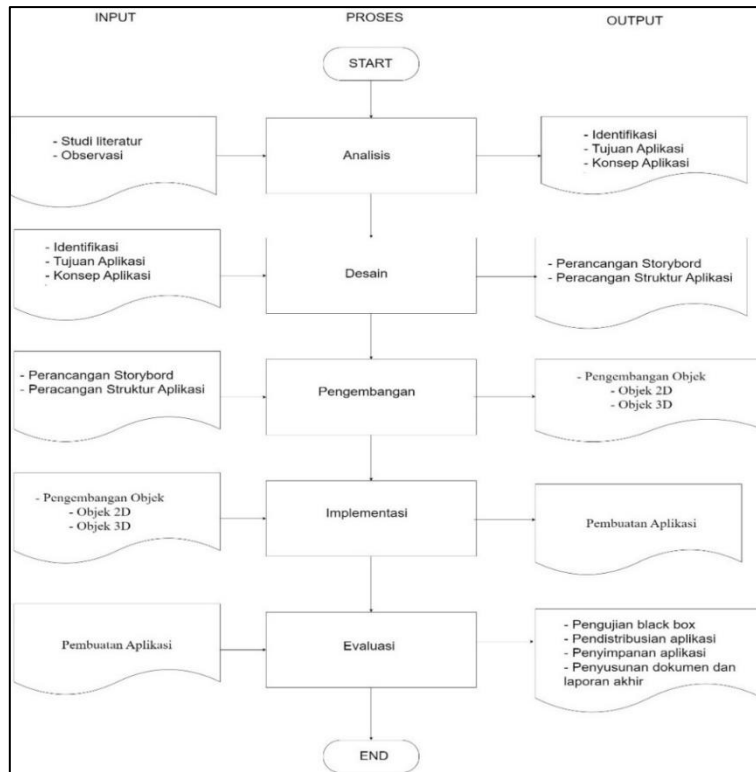 INPUT
PROSES
OUTPUT
START
- Studi literatur
- Observasi
Analisis
- Identifikasi
- Tujuan Aplikasi
- Konsep Aplikasi
- Identifikasi
- Tujuan Aplikasi
- Konsep Aplikasi
Desain
- Perancangan Storybord
- Peracangan Struktur Aplikasi
- Perancangan Storybord
- Peracangan Struktur Aplikasi
Pengembangan
- Pengembangan Objek
- Objek 2D
- Objek 3D
- Pengembangan Objek
- Objek 2D
- Objek 3D
Implementasi
Pembuatan Aplikasi
Pembuatan Aplikasi
Evaluasi
- Pengujian black box
- Pendistribusian aplikasi
- Penyimpanan aplikasi
- Penyusunan dokumen dan
laporan akhir
END